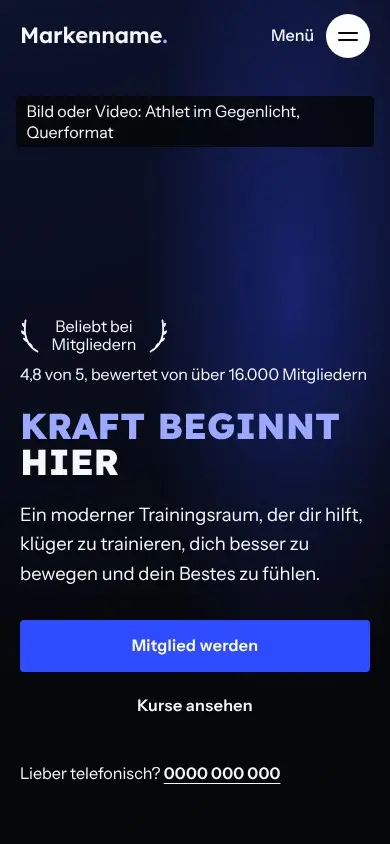 Markenname.
Menü
Bild oder Video: Athlet im Gegenlicht,
Querformat
Beliebt bei
Mitgliedern
4,8 von 5, bewertet von über 16.000 Mitgliedern
KRAFT BEGINNT
HIER
Ein moderner Trainingsraum, der dir hilft,
klüger zu trainieren, dich besser zu
bewegen und dein Bestes zu fühlen.
Mitglied werden
Kurse ansehen
Lieber telefonisch? 0000 000 000